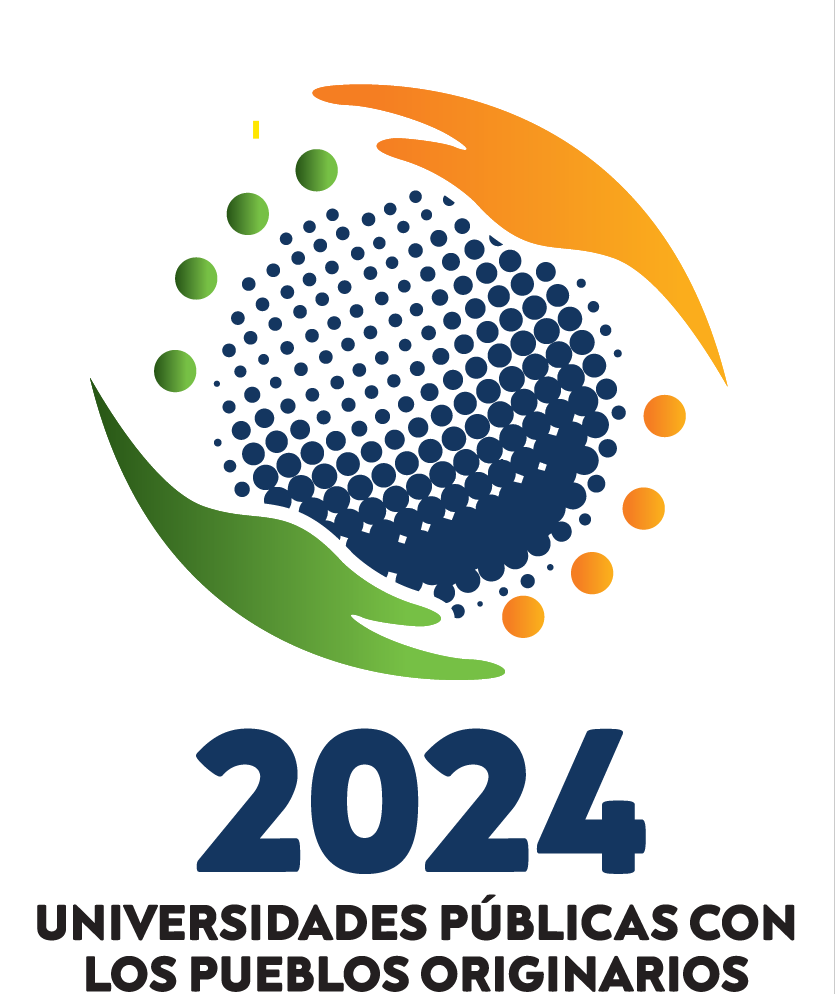 2024
UNIVERSIDADES PÚBLICAS CON
LOS PUEBLOS ORIGINARIOS